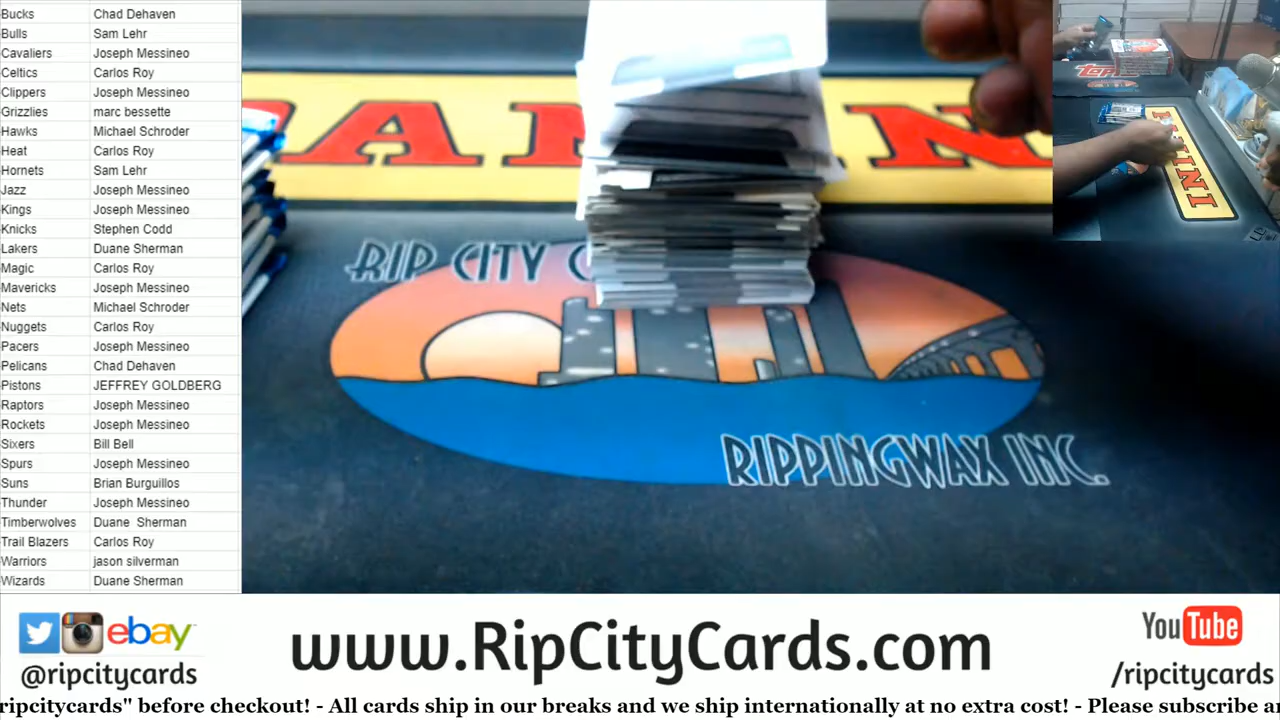 Bucks Chad Dehaven
Bulls Sam Lehr
Cavaliers Joseph Messineo
Celtics Carlos Roy
Clippers Joseph Messineo
Grizzlies marc bessette
Hawks Michael Schroder
Heat Carlos Roy
Hornets Sam Lehr
Jazz Joseph Messineo
Kings Joseph Messineo
Knicks Stephen Codd
Lakers Duane Sherman
Magic Carlos Roy
Mavericks Joseph Messineo
Nets Michael Schroder
Nuggets Carlos Roy
Pacers Joseph Messineo
Pelicans Chad Dehaven
Pistons JEFFREY GOLDBERG
Raptors Joseph Messineo
Rockets Joseph Messineo
Sixers Bill Bell
Spurs Joseph Messineo
Suns Brian Burguillos
Thunder Joseph Messineo
Timberwolves Duane Sherman
Trail Blazers Carlos Roy
Warriors jason silverman
Wizards Duane Sherman
RIP CITY
RIPPINGWAX INC.
ebay
@ripcitycards
www.RipCityCards.com
YouTube
/ripcitycards
ripcitycards" before checkout! - All cards ship in our breaks and we ship internationally at no extra cost! - Please subscribe